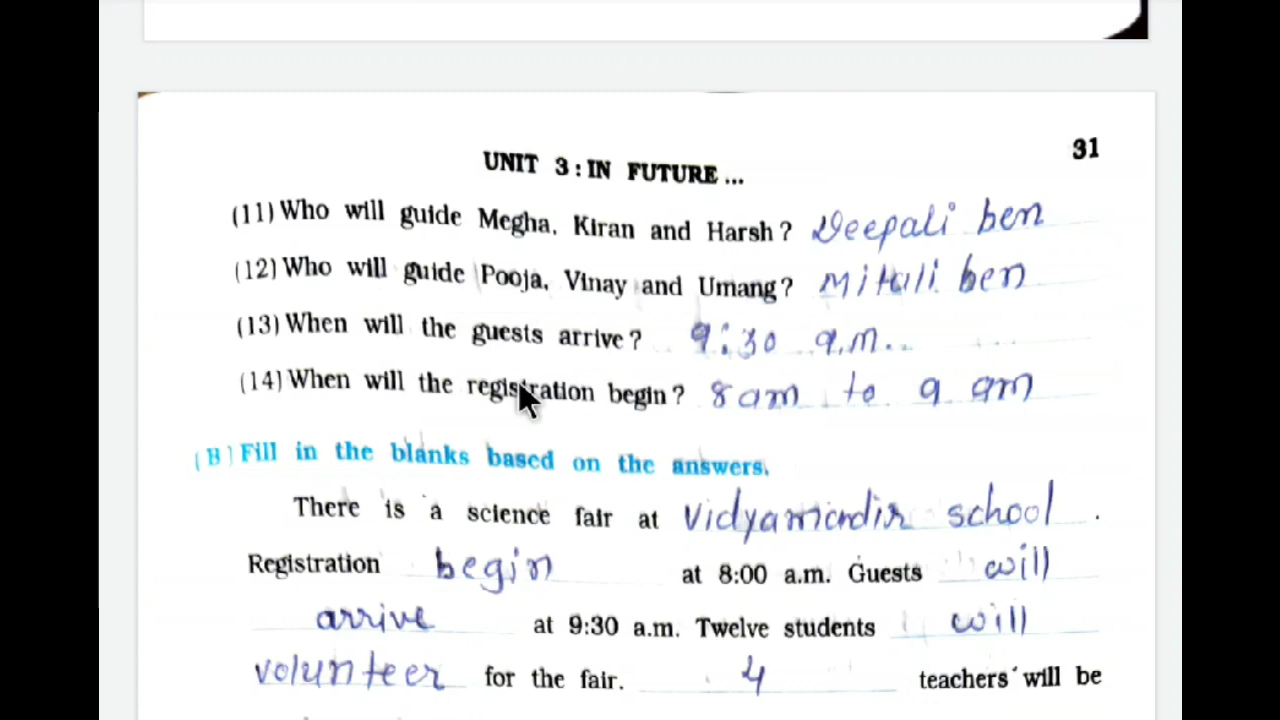 31
UNIT 3 : IN FUTURE ...
(11) Who will guide Megha, Kiran and Harsh? Deepali ben
(12) Who will guide Pooja, Vinay and Umang? Mitali ben
(13) When will the guests arrive? 9:30 a.m..
(14) When will the registration begin? 8am to 9 am
(B) Fill in the blanks based on the answers.
There is a science fair at vidyamandir school .
Registration begin at 8:00 a.m. Guests will
arrive at 9:30 a.m. Twelve students will
volunteer for the fair. 4 teachers will be